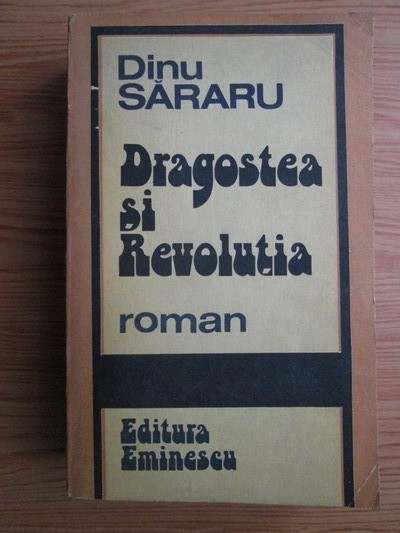 Dinu
SĂRARU
Dragostea
și
Revoluția
roman
Editura
Eminescu